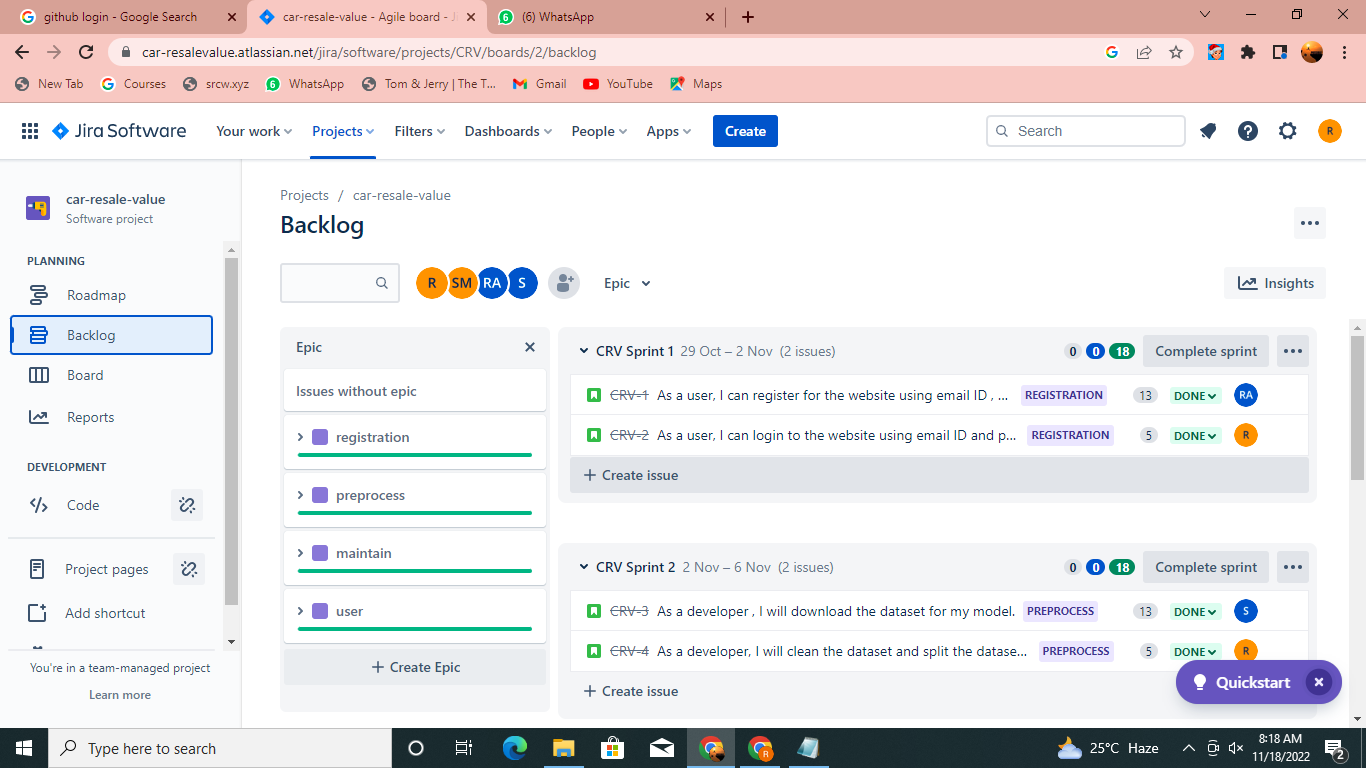 github login - Google Search
car-resale-value - Agile board - Ji
(6) WhatsApp
car-resalevalue.atlassian.net/jira/software/projects/CRV/boards/2/backlog
New Tab Courses srcw.xyz WhatsApp Tom & Jerry | The T... Gmail YouTube Maps
Jira Software Your work Projects Filters Dashboards People Apps Create Search R
car-resale-value
Software project
PLANNING
Roadmap
Backlog
Board
Reports
DEVELOPMENT
Code
Project pages
Add shortcut
You're in a team-managed project
Learn more
Projects / car-resale-value
Backlog
R SM RA S Epic Insights
Epic
Issues without epic
registration
preprocess
maintain
user
+ Create Epic
CRV Sprint 1 29 Oct – 2 Nov (2 issues) 0 0 18 Complete sprint
CRV-1 As a user, I can register for the website using email ID , ... REGISTRATION 13 DONE RA
CRV-2 As a user, I can login to the website using email ID and p... REGISTRATION 5 DONE R
+ Create issue
CRV Sprint 2 2 Nov – 6 Nov (2 issues) 0 0 18 Complete sprint
CRV-3 As a developer , I will download the dataset for my model. PREPROCESS 13 DONE S
CRV-4 As a developer, I will clean the dataset and split the datase... PREPROCESS 5 DONE R
+ Create issue
Quickstart
Type here to search
25°C Haze
8:18 AM
11/18/2022
2